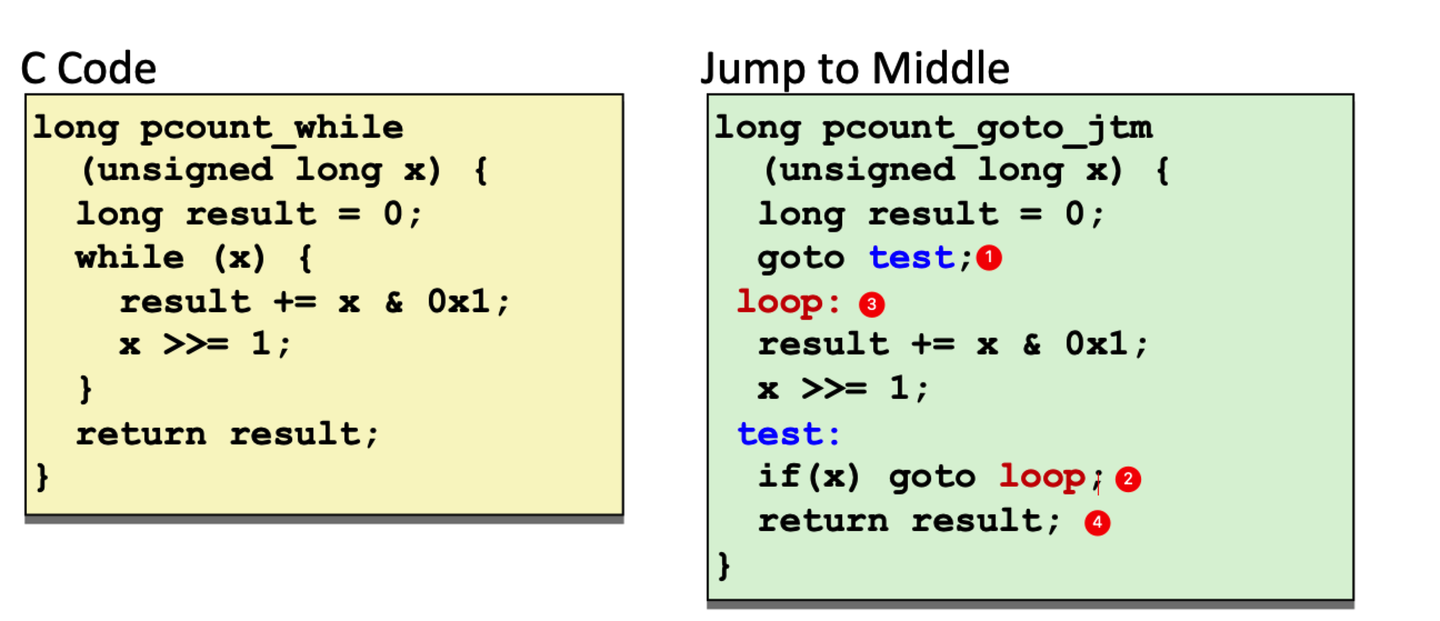 C Code
long pcount_while
(unsigned long x) {
long result = 0;
while (x) {
result += x & 0x1;
x >>= 1;
}
return result;
}
Jump to Middle
long pcount_goto_jtm
(unsigned long x) {
long result = 0;
goto test; 1
loop: 3
result += x & 0x1;
x >>= 1;
test:
if(x) goto loop; 2
return result; 4
}